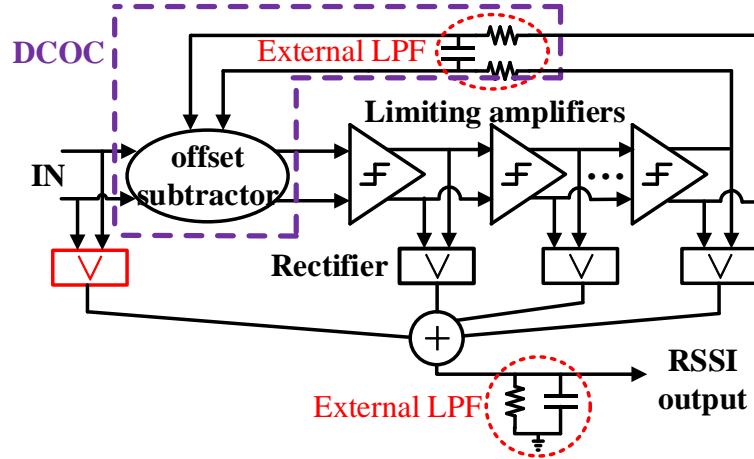 DCOC
External LPF
Limiting amplifiers
IN
offset
subtractor
...
Rectifier
+
RSSI
output
External LPF